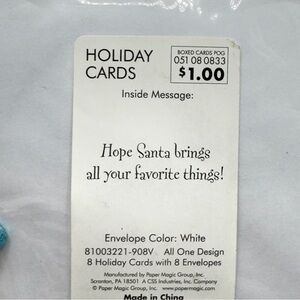 HOLIDAY
CARDS
BOXED CARDS POG
051 08 0833
$1.00
Inside Message:
Hope Santa brings
all your favorite things!
Envelope Color: White
81003221-908V All One Design
8 Holiday Cards with 8 Envelopes
Manufactured by Paper Magic Group, Inc.
Scranton, PA 18501 A CSS Industries, Inc. Company
© Paper Magic Group, Inc. www.papermagic.com
Made in China